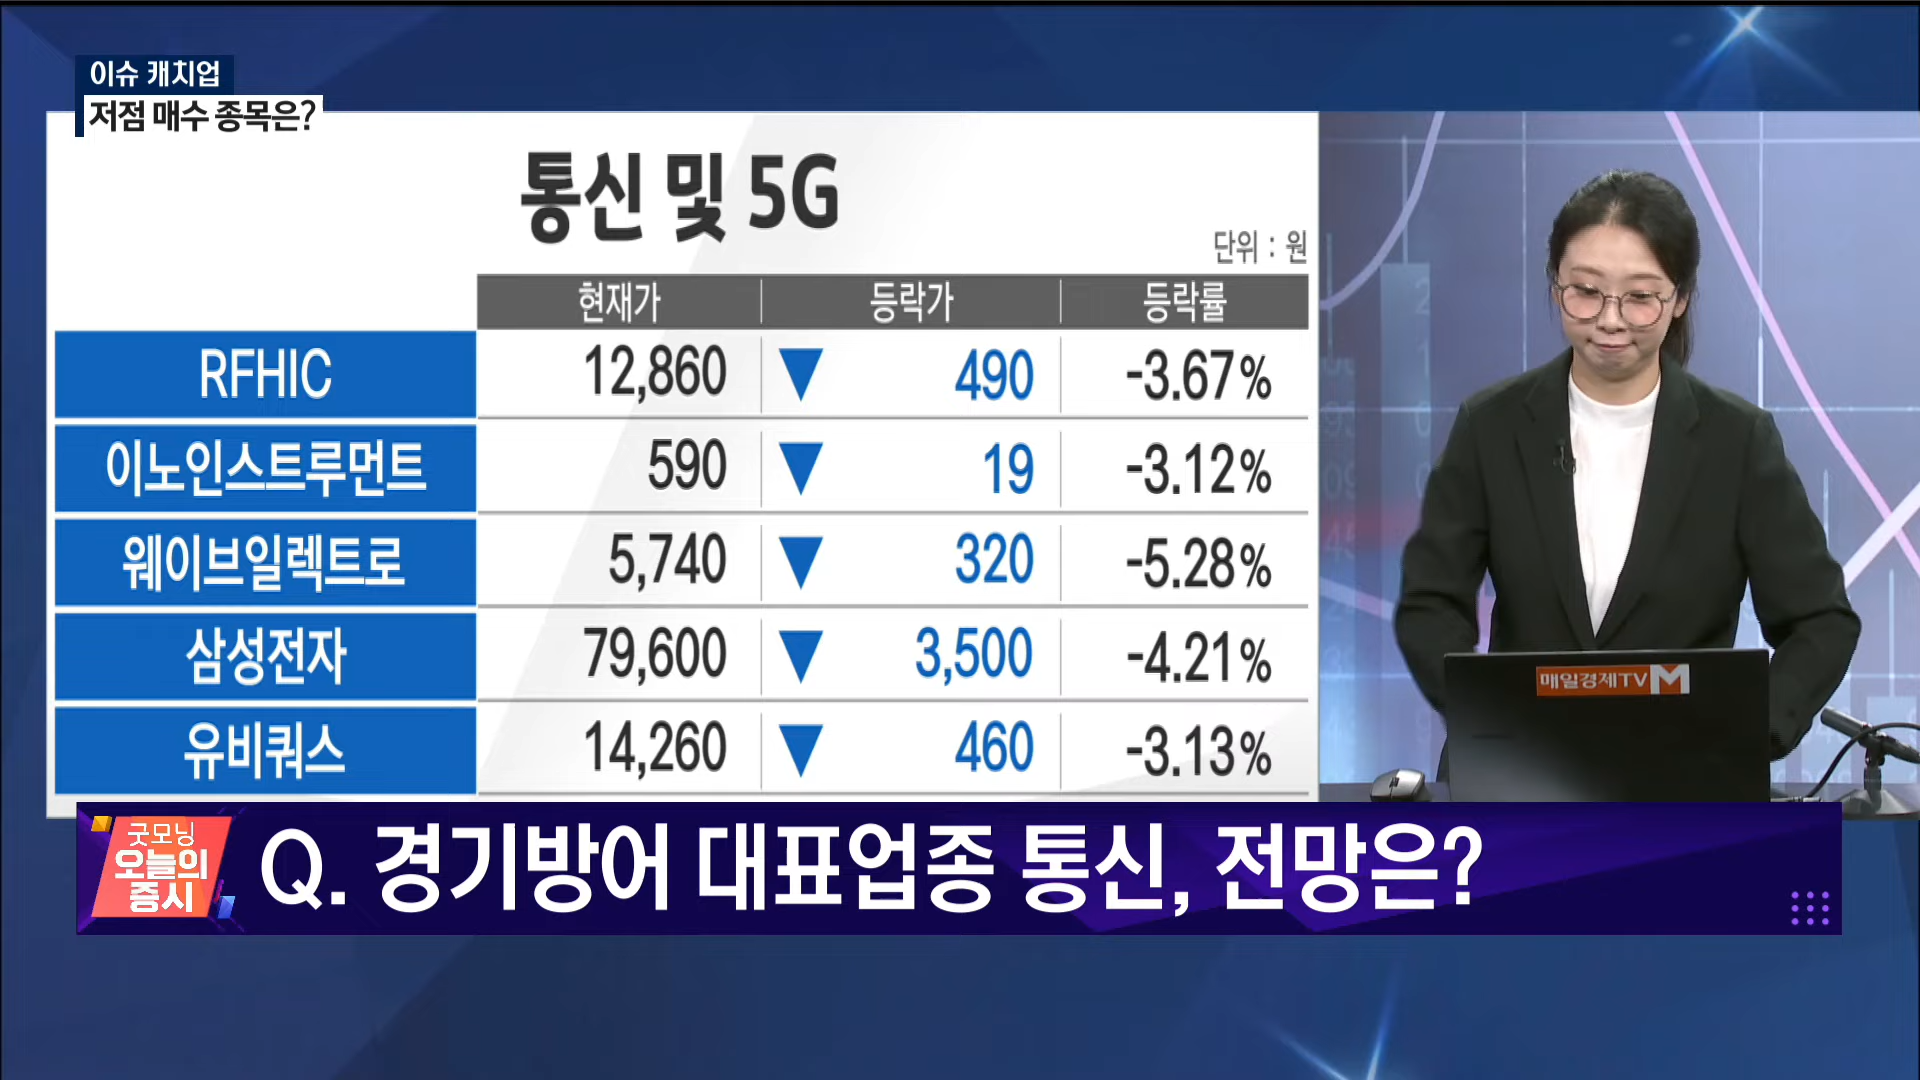 이슈 캐치업
저점 매수 종목은?
통신 및 5G
단위 : 원
현재가 등락가 등락률
RFHIC 12,860 ▼ 490 -3.67%
이노인스트루먼트 590 ▼ 19 -3.12%
웨이브일렉트로 5,740 ▼ 320 -5.28%
삼성전자 79,600 ▼ 3,500 -4.21%
유비쿼스 14,260 ▼ 460 -3.13%
매일경제TV M
굿모닝
오늘의
증시
Q. 경기방어 대표업종 통신, 전망은?